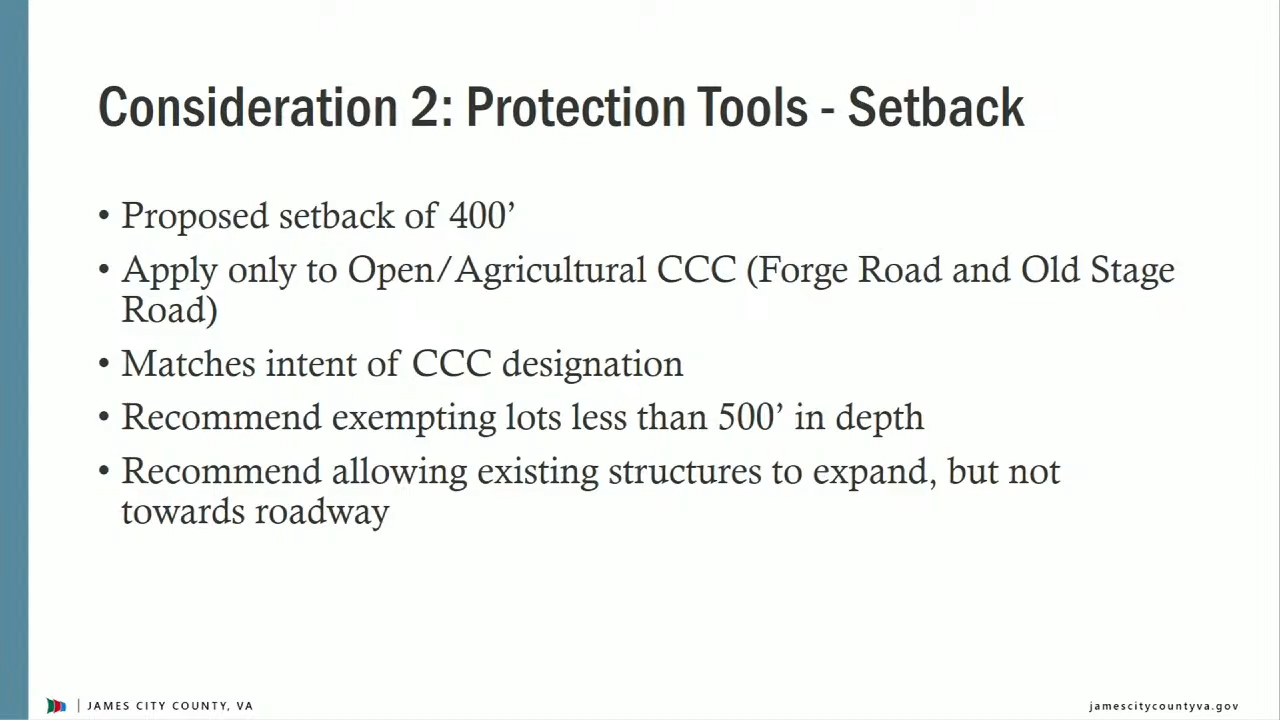 Consideration 2: Protection Tools - Setback
• Proposed setback of 400’
• Apply only to Open/Agricultural CCC (Forge Road and Old Stage
Road)
• Matches intent of CCC designation
• Recommend exempting lots less than 500’ in depth
• Recommend allowing existing structures to expand, but not
towards roadway
JAMES CITY COUNTY, VA
jamescitycountyva.gov